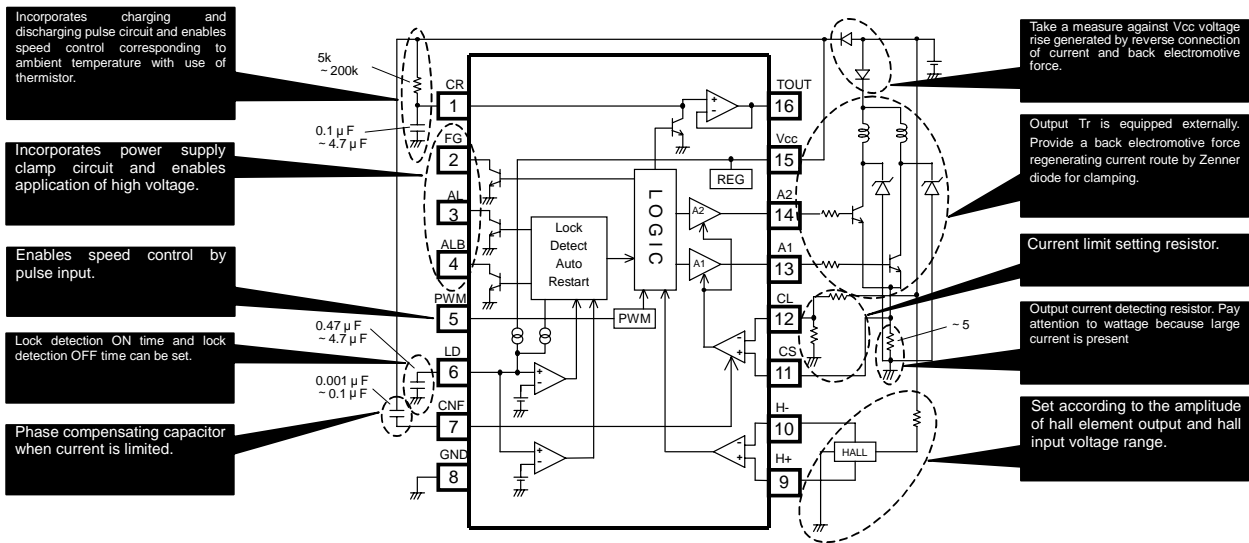 Incorporates charging and
discharging pulse circuit and enables
speed control corresponding to
ambient temperature with use of
thermistor.
Incorporates power supply
clamp circuit and enables
application of high voltage.
Enables speed control by
pulse input.
Lock detection ON time and lock
detection OFF time can be set.
Phase compensating capacitor
when current is limited.
5k
~ 200k
0.1 µ F
~ 4.7 µ F
0.47 µ F
~ 4.7 µ F
0.001 µ F
~ 0.1 µ F
CR
1
FG
2
AL
3
ALB
4
PWM
5
LD
6
CNF
7
GND
8
Lock
Detect
Auto
Restart
LOGIC
PWM
REG
A2
A1
TOUT
16
Vcc
15
A2
14
A1
13
CL
12
CS
11
H-
10
H+
9
HALL
~ 5
Take a measure against Vcc voltage
rise generated by reverse connection
of current and back electromotive
force.
Output Tr is equipped externally.
Provide a back electromotive force
regenerating current route by Zenner
diode for clamping.
Current limit setting resistor.
Output current detecting resistor. Pay
attention to wattage because large
current is present
Set according to the amplitude
of hall element output and hall
input voltage range.